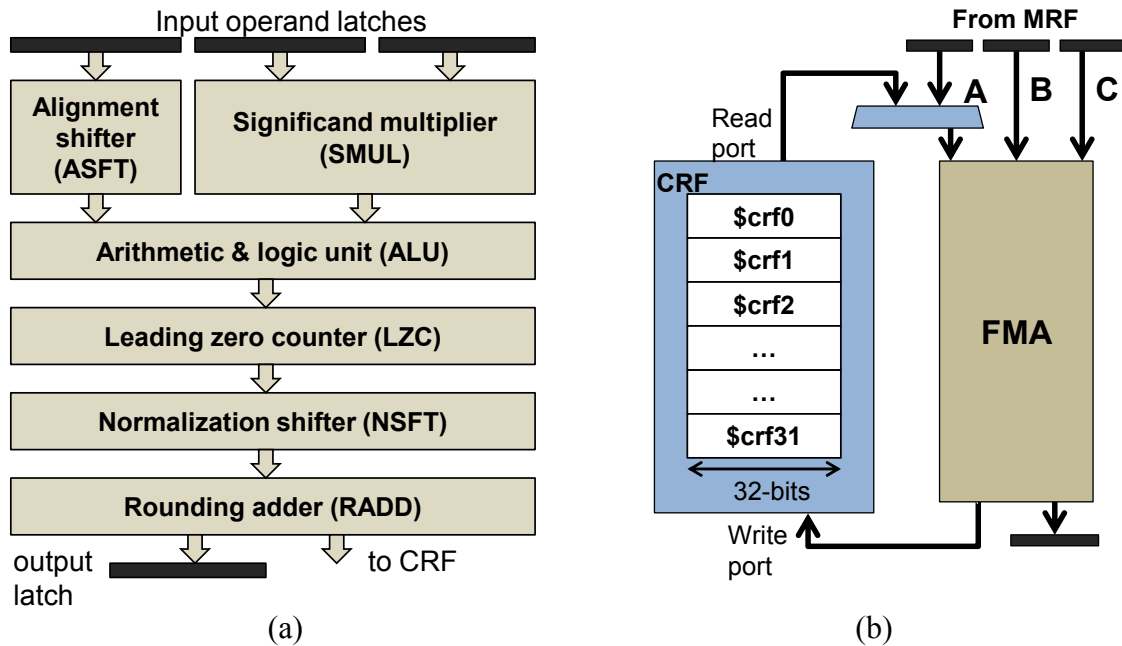 Input operand latches
Alignment
shifter
(ASFT)
Significand multiplier
(SMUL)
Arithmetic & logic unit (ALU)
Leading zero counter (LZC)
Normalization shifter (NSFT)
Rounding adder (RADD)
output
latch
to CRF
(a)
From MRF
A
B
C
Read
port
CRF
$crf0
$crf1
$crf2
...
...
$crf31
32-bits
FMA
Write
port
(b)